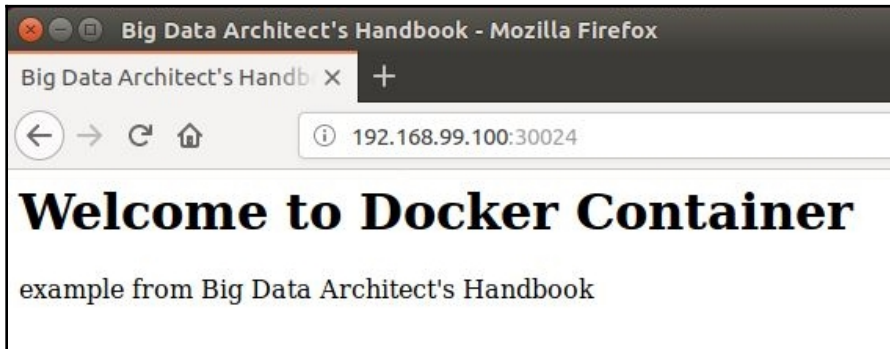 Big Data Architect's Handbook - Mozilla Firefox
Big Data Architect's Handb
192.168.99.100:30024
Welcome to Docker Container
example from Big Data Architect's Handbook